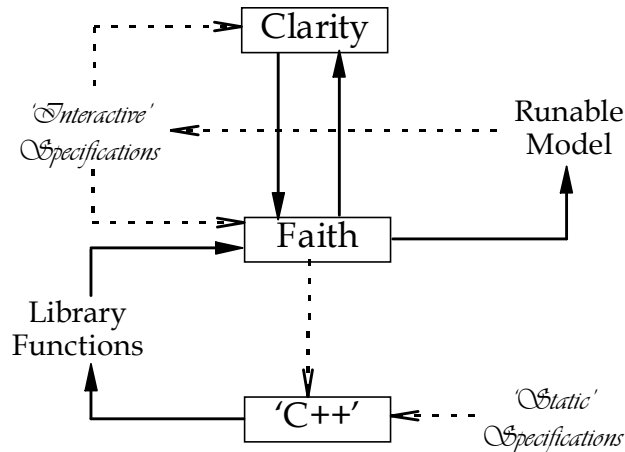 Clarity
'Interactive'
Specifications
Runable
Model
Faith
Library
Functions
'C++'
'Static'
Specifications